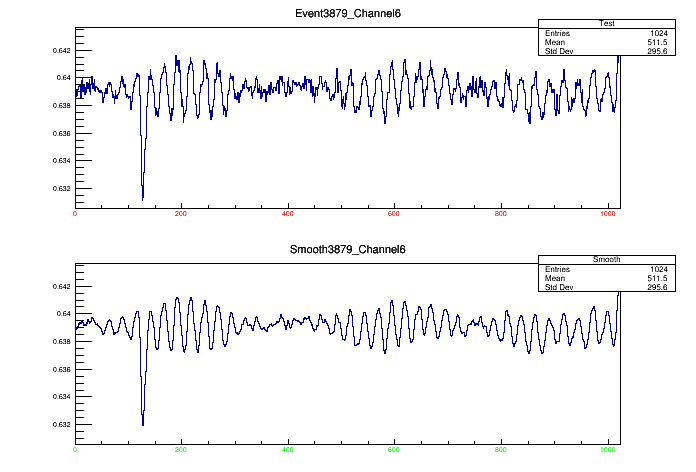 Event3879_Channel6
Test
Entries 1024
Mean 511.5
Std Dev 295.6
0.642
0.64
0.638
0.636
0.634
0.632
0 200 400 600 800 1000
Smooth3879_Channel6
Smooth
Entries 1024
Mean 511.5
Std Dev 295.6
0.642
0.64
0.638
0.636
0.634
0.632
0 200 400 600 800 1000